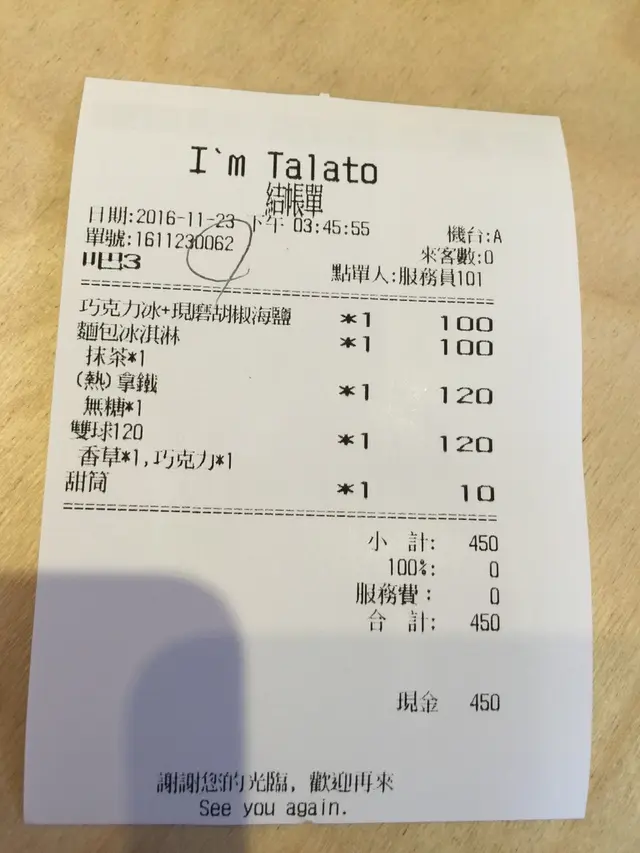 I`m Talato
結帳單
日期:2016-11-23 下午 03:45:55 機台:A
單號:1611230062 來客數:0
吧3 點單人:服務員101
巧克力冰+現磨胡椒海鹽 *1 100
麵包冰淇淋 *1 100
抹茶*1
(熱)拿鐵 *1 120
無糖*1
雙球120 *1 120
香草*1,巧克力*1
甜筒 *1 10
小 計: 450
100%: 0
服務費: 0
合 計: 450
現金 450
謝謝您的光臨, 歡迎再來
See you again.